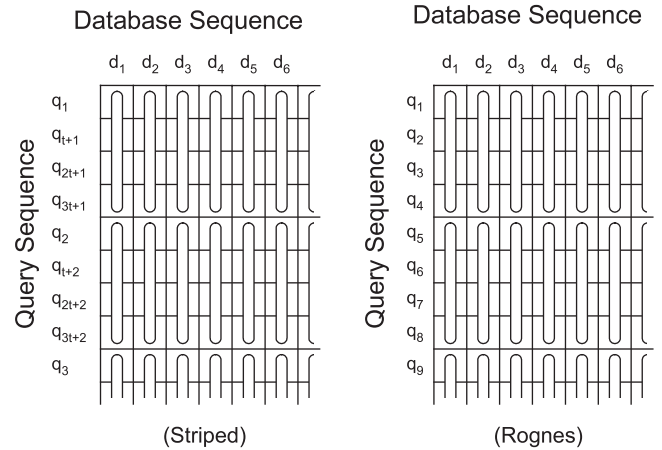 Database Sequence
d1 d2 d3 d4 d5 d6
Query Sequence
q1
qt+1
q2t+1
q3t+1
q2
qt+2
q2t+2
q3t+2
q3
(Striped)
Database Sequence
d1 d2 d3 d4 d5 d6
Query Sequence
q1
q2
q3
q4
q5
q6
q7
q8
q9
(Rognes)